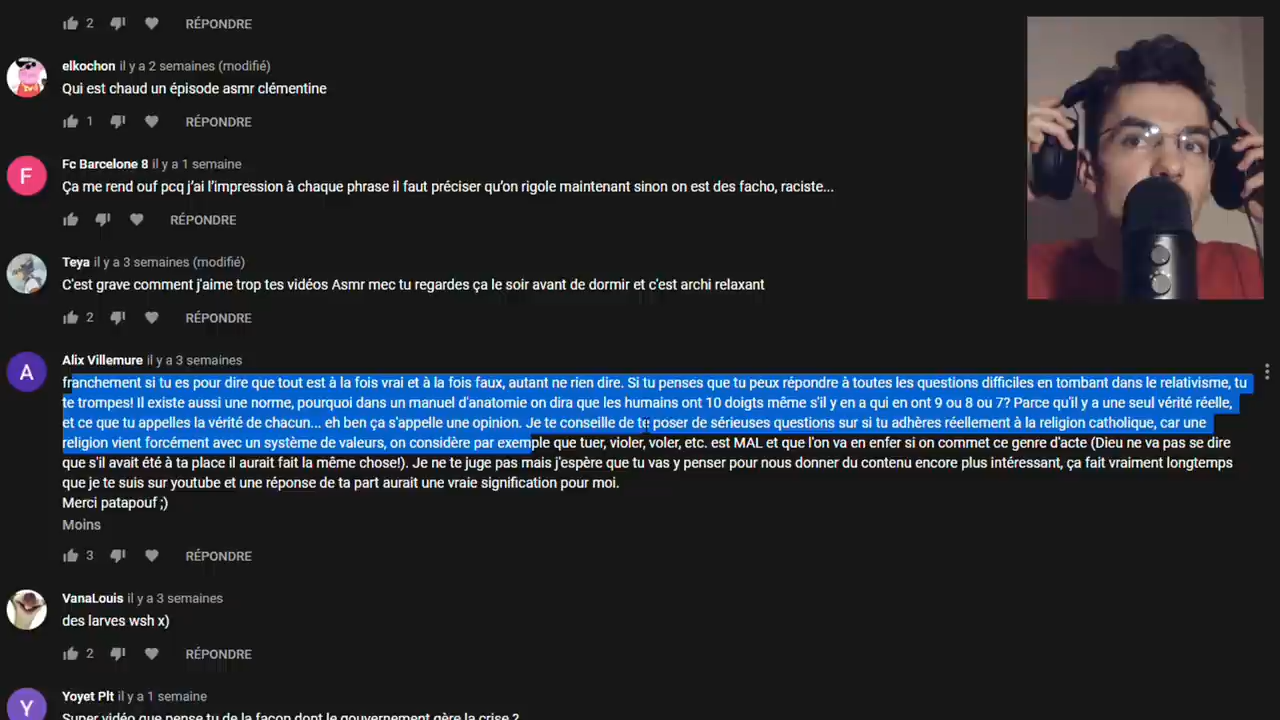 2 RÉPONDRE
elkochon il y a 2 semaines (modifié)
Qui est chaud un épisode asmr clémentine
1 RÉPONDRE
F
Fc Barcelone 8 il y a 1 semaine
Ça me rend ouf pcq j'ai l'impression à chaque phrase il faut préciser qu'on rigole maintenant sinon on est des facho, raciste...
RÉPONDRE
Teya il y a 3 semaines (modifié)
C'est grave comment j'aime trop tes vidéos Asmr mec tu regardes ça le soir avant de dormir et c'est archi relaxant
2 RÉPONDRE
A
Alix Villemure il y a 3 semaines
franchement si tu es pour dire que tout est à la fois vrai et à la fois faux, autant ne rien dire. Si tu penses que tu peux répondre à toutes les questions difficiles en tombant dans le relativisme, tu
te trompes! Il existe aussi une norme, pourquoi dans un manuel d'anatomie on dira que les humains ont 10 doigts même s'il y en a qui en ont 9 ou 8 ou 7? Parce qu'il y a une seul vérité réelle,
et ce que tu appelles la vérité de chacun... eh ben ça s'appelle une opinion. Je te conseille de te poser de sérieuses questions sur si tu adhères réellement à la religion catholique, car une
religion vient forcément avec un système de valeurs, on considère par exemple que tuer, violer, voler, etc. est MAL et que l'on va en enfer si on commet ce genre d'acte (Dieu ne va pas se dire
que s'il avait été à ta place il aurait fait la même chose!). Je ne te juge pas mais j'espère que tu vas y penser pour nous donner du contenu encore plus intéressant, ça fait vraiment longtemps
que je te suis sur youtube et une réponse de ta part aurait une vraie signification pour moi.
Merci patapouf ;)
Moins
3 RÉPONDRE
VanaLouis il y a 3 semaines
des larves wsh x)
2 RÉPONDRE
Y
Yoyet Plt il y a 1 semaine
Super vidéo que pense tu de la façon dont le gouvernement gère la crise ?